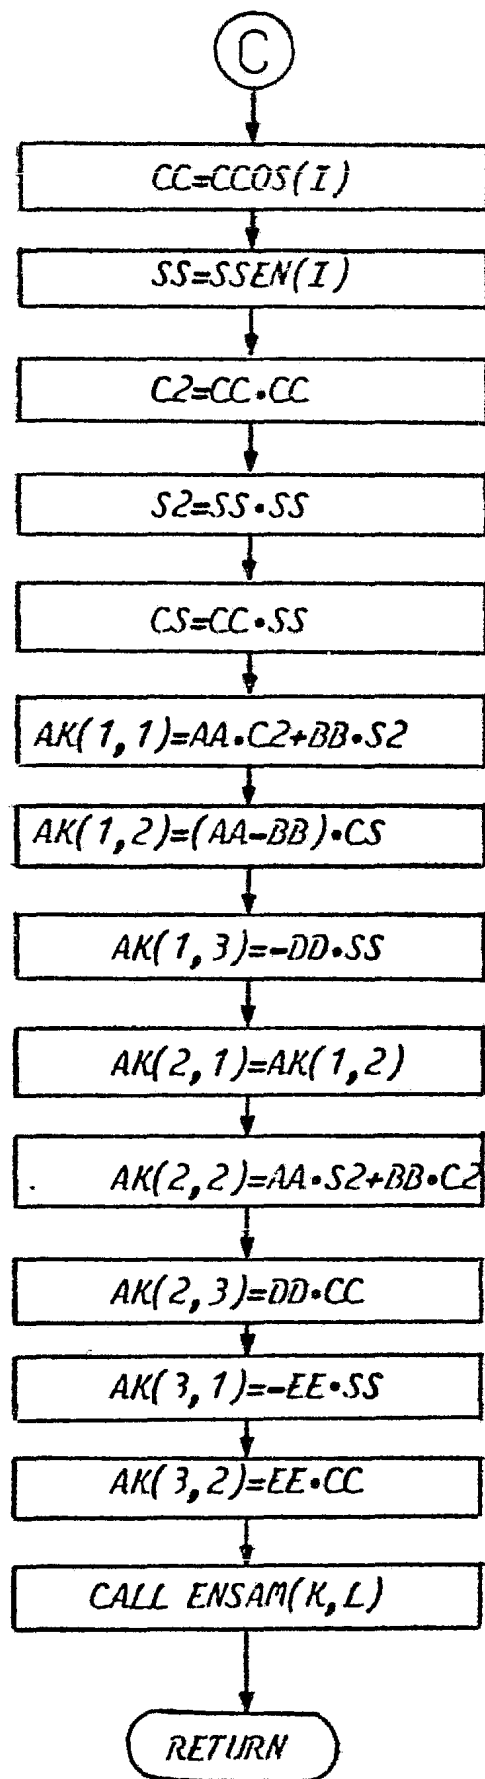 C
CC=CCOS(I)
SS=SSEN(I)
C2=CC•CC
S2=SS•SS
CS=CC•SS
AK(1,1)=AA•C2+BB•S2
AK(1,2)=(AA-BB)•CS
AK(1,3)=-DD•SS
AK(2,1)=AK(1,2)
AK(2,2)=AA•S2+BB•C2
AK(2,3)=DD•CC
AK(3,1)=-EE•SS
AK(3,2)=EE•CC
CALL ENSAM(K,L)
RETURN